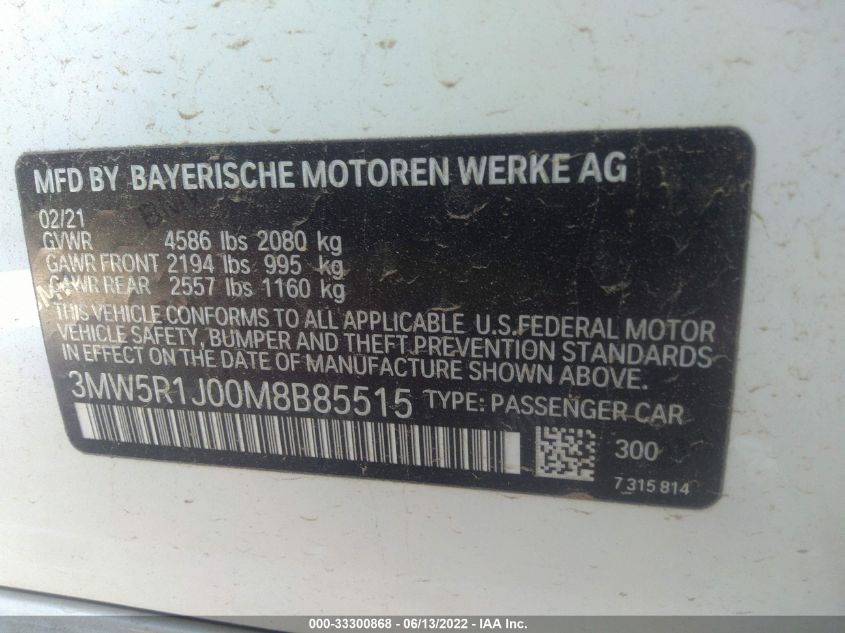 MFD BY BAYERISCHE MOTOREN WERKE AG
02/21
GVWR 4586 lbs 2080 kg
GAWR FRONT 2194 lbs 995 kg
GAWR REAR 2557 lbs 1160 kg
THIS VEHICLE CONFORMS TO ALL APPLICABLE U.S.FEDERAL MOTOR
VEHICLE SAFETY, BUMPER AND THEFT PREVENTION STANDARDS
IN EFFECT ON THE DATE OF MANUFACTURE SHOWN ABOVE.
3MW5R1J00M8B85515 TYPE: PASSENGER CAR
300
7 315 814
000-33300868 - 06/13/2022 - IAA Inc.